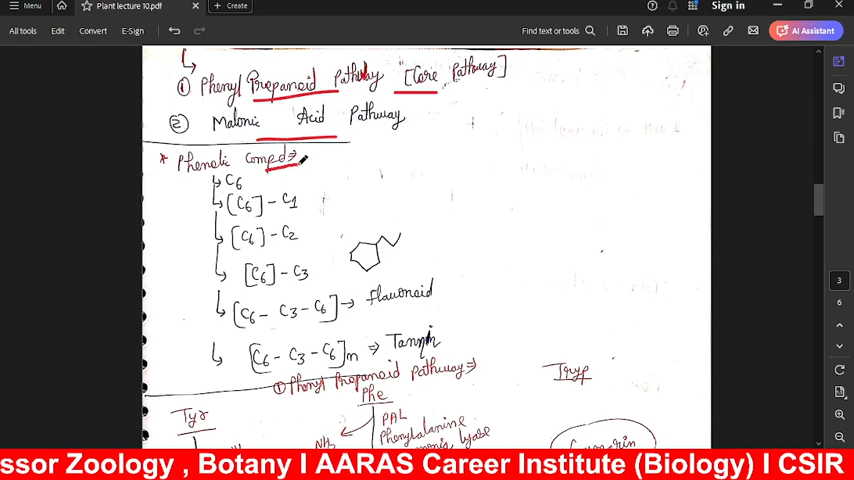 Menu
Plant lecture 10.pdf
Create
Sign in
All tools Edit Convert E-Sign
Find text or tools
AI Assistant
① Phenyl Propanoid Pathway [Core Pathway]
② Malonic Acid Pathway
* Phenolic Compd ⇒
↳ C6
↳ [C6] - C1
↳ [C6] - C2
↳ [C6] - C3
↳ [C6 - C3 - C6] → Flavonoid
↳ [C6 - C3 - C6]n ⇒ Tannin
① Phenyl Propanoid Pathway ⇒
Tyr
Phe
Tryp
PAL
Phenylalanine
NH2
lyase
3
6
ssor Zoology , Botany I AARAS Career Institute (Biology) I CSIR